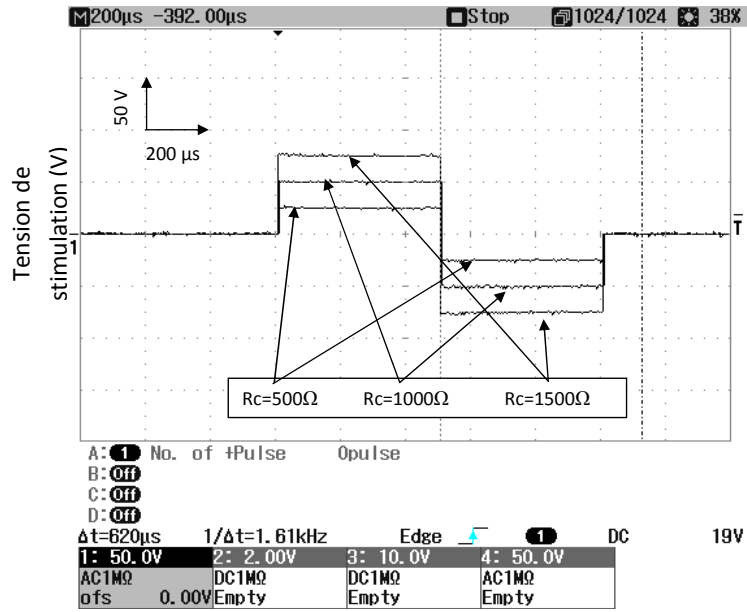 M 200µs -392.00µs Stop 1024/1024 38%
50 V
200 µs
Tension de
stimulation (V)
1
T
Rc=500Ω Rc=1000Ω Rc=1500Ω
A: 1 No. of +Pulse 0pulse
B: Off
C: Off
D: Off
Δt=620µs 1/Δt=1.61kHz Edge 1 DC 19V
1: 50.0V 2: 2.00V 3: 10.0V 4: 50.0V
AC1MΩ DC1MΩ DC1MΩ AC1MΩ
ofs 0.00V Empty Empty Empty